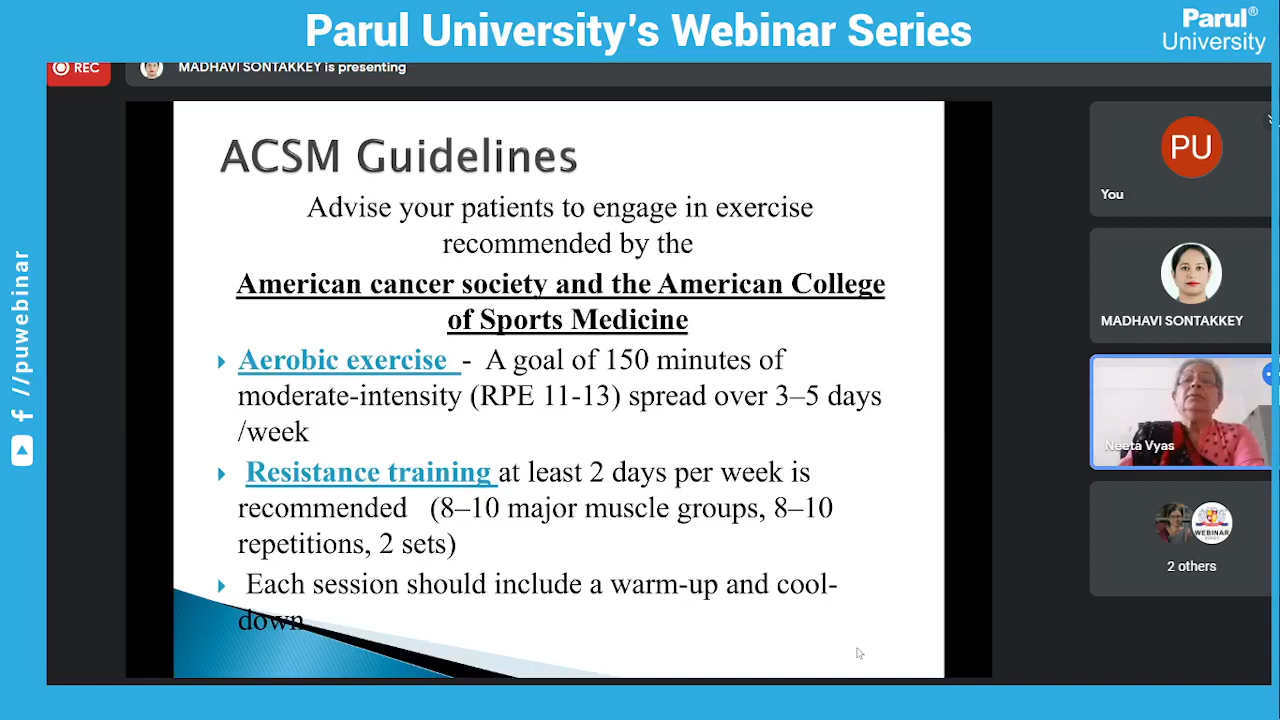 Parul University's Webinar Series
Parul®
University
REC
MADHAVI SONTAKKEY is presenting
ACSM Guidelines
Advise your patients to engage in exercise
recommended by the
American cancer society and the American College
of Sports Medicine
Aerobic exercise - A goal of 150 minutes of
moderate-intensity (RPE 11-13) spread over 3–5 days
/week
Resistance training at least 2 days per week is
recommended (8–10 major muscle groups, 8–10
repetitions, 2 sets)
Each session should include a warm-up and cool-
down.
PU
You
MADHAVI SONTAKKEY
Neeta Vyas
WEBINAR
2 others
//puwebinar